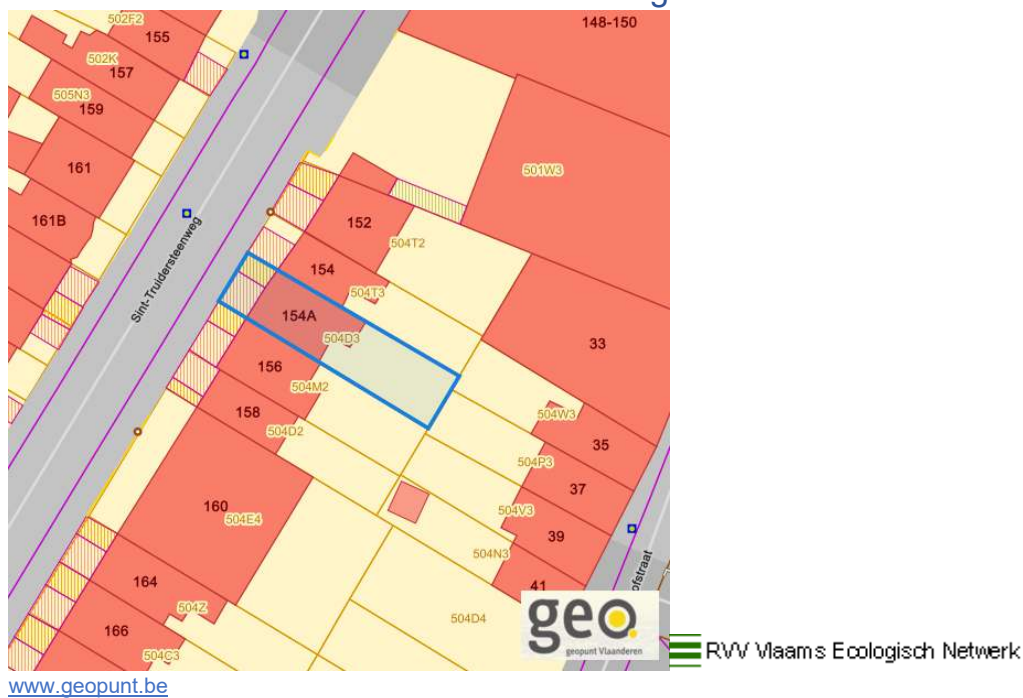 502F2
148-150
155
502K
157
505N3
159
161
501W3
161B
152
Sint-Truidersteenweg
504T2
154
504T3
154A
504D3
33
156
504M2
504W3
158
504D2
35
504P3
37
160
504E4
504V3
39
504N3
41
164
504Z
504D4
166
504C3
geo
geopunt Vlaanderen
RVV Vlaams Ecologisch Netwerk
www.geopunt.be